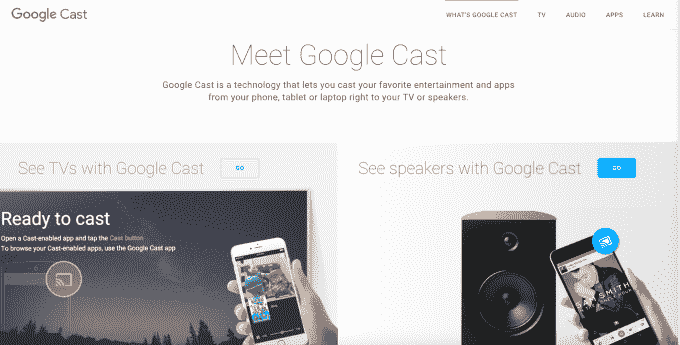 Google Cast
WHAT'S GOOGLE CAST
TV
AUDIO
APPS
LEARN
Meet Google Cast
Google Cast is a technology that lets you cast your favorite entertainment and apps
from your phone, tablet or laptop right to your TV or speakers.
See TVs with Google Cast
GO
See speakers with Google Cast
GO
Ready to cast
Open a Cast-enabled app and tap the Cast button
To browse your Cast-enabled apps, use the Google Cast app
SAM SMITH